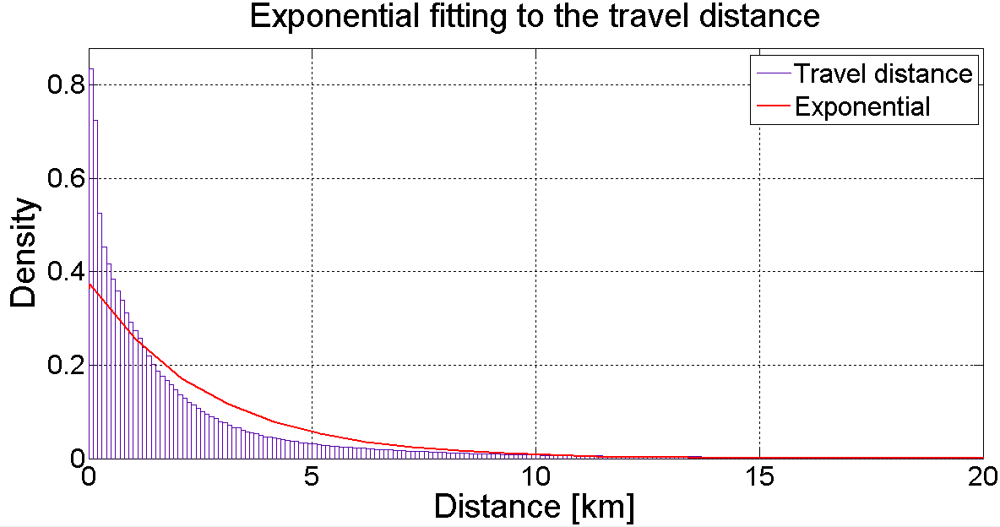 Exponential fitting to the travel distance
Travel distance
Exponential
Density
0.8
0.6
0.4
0.2
0
0 5 10 15 20
Distance [km]